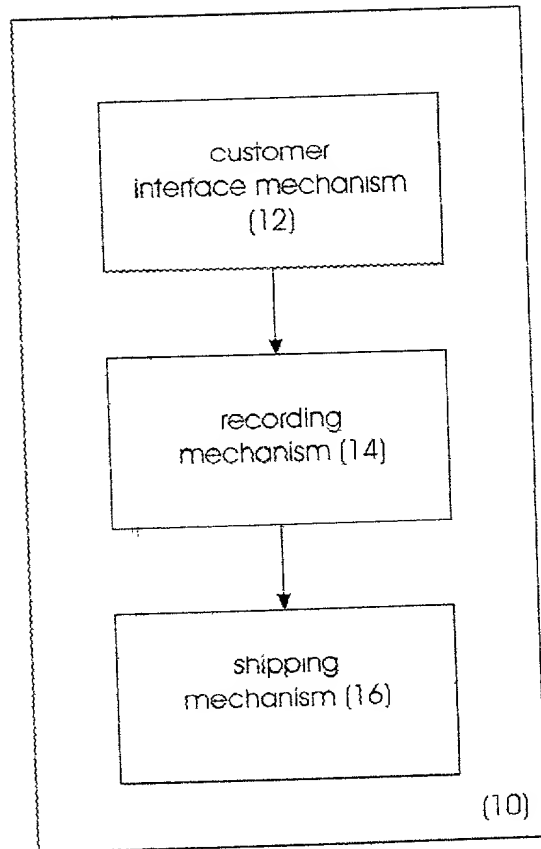 customer
interface mechanism
(12)
recording
mechanism (14)
shipping
mechanism (16)
(10)